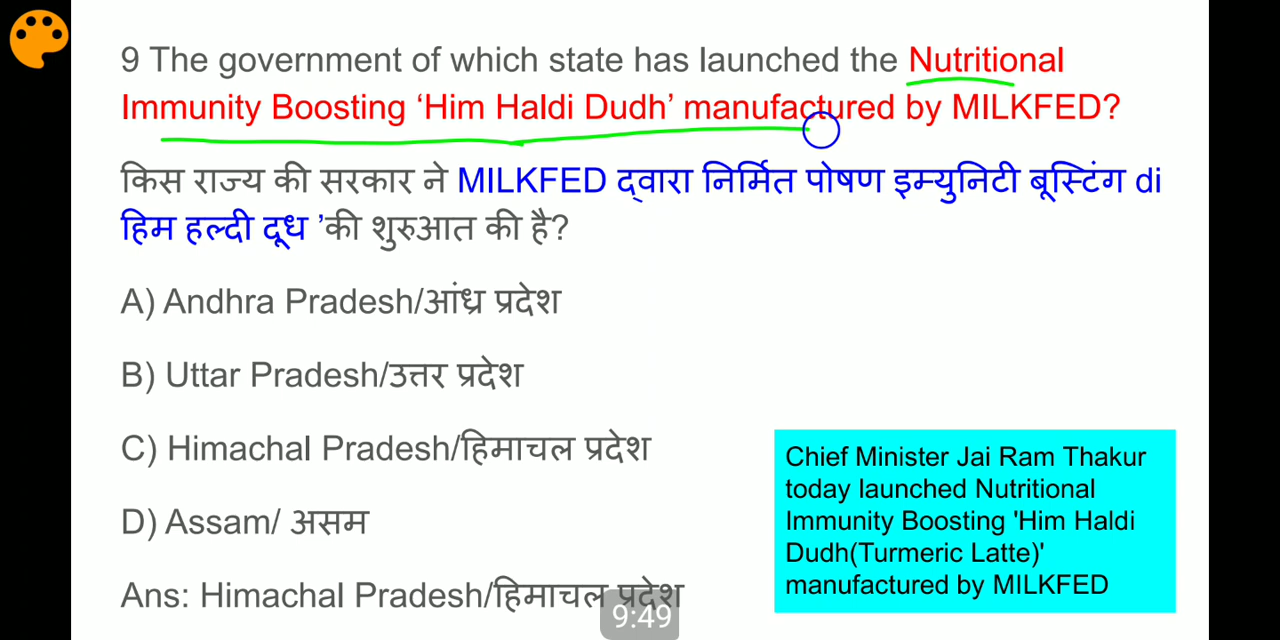 9 The government of which state has launched the Nutritional
Immunity Boosting ‘Him Haldi Dudh’ manufactured by MILKFED?
किस राज्य की सरकार ने MILKFED द्वारा निर्मित पोषण इम्युनिटी बूस्टिंग di
हिम हल्दी दूध ’की शुरुआत की है?
A) Andhra Pradesh/आंध्र प्रदेश
B) Uttar Pradesh/उत्तर प्रदेश
C) Himachal Pradesh/हिमाचल प्रदेश
D) Assam/ असम
Ans: Himachal Pradesh/हिमाचल प्रदेश
Chief Minister Jai Ram Thakur
today launched Nutritional
Immunity Boosting 'Him Haldi
Dudh(Turmeric Latte)'
manufactured by MILKFED
9:49